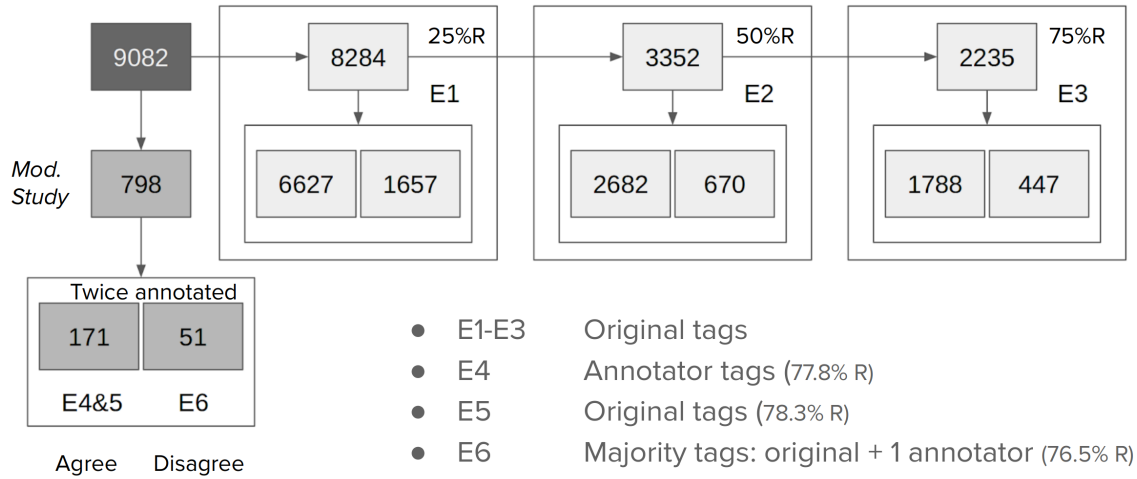 9082
8284
25%R
3352
50%R
2235
75%R
E1
E2
E3
Mod.
Study
798
6627
1657
2682
670
1788
447
Twice annotated
171
51
E4&5
E6
Agree
Disagree
● E1-E3 Original tags
● E4 Annotator tags (77.8% R)
● E5 Original tags (78.3% R)
● E6 Majority tags: original + 1 annotator (76.5% R)